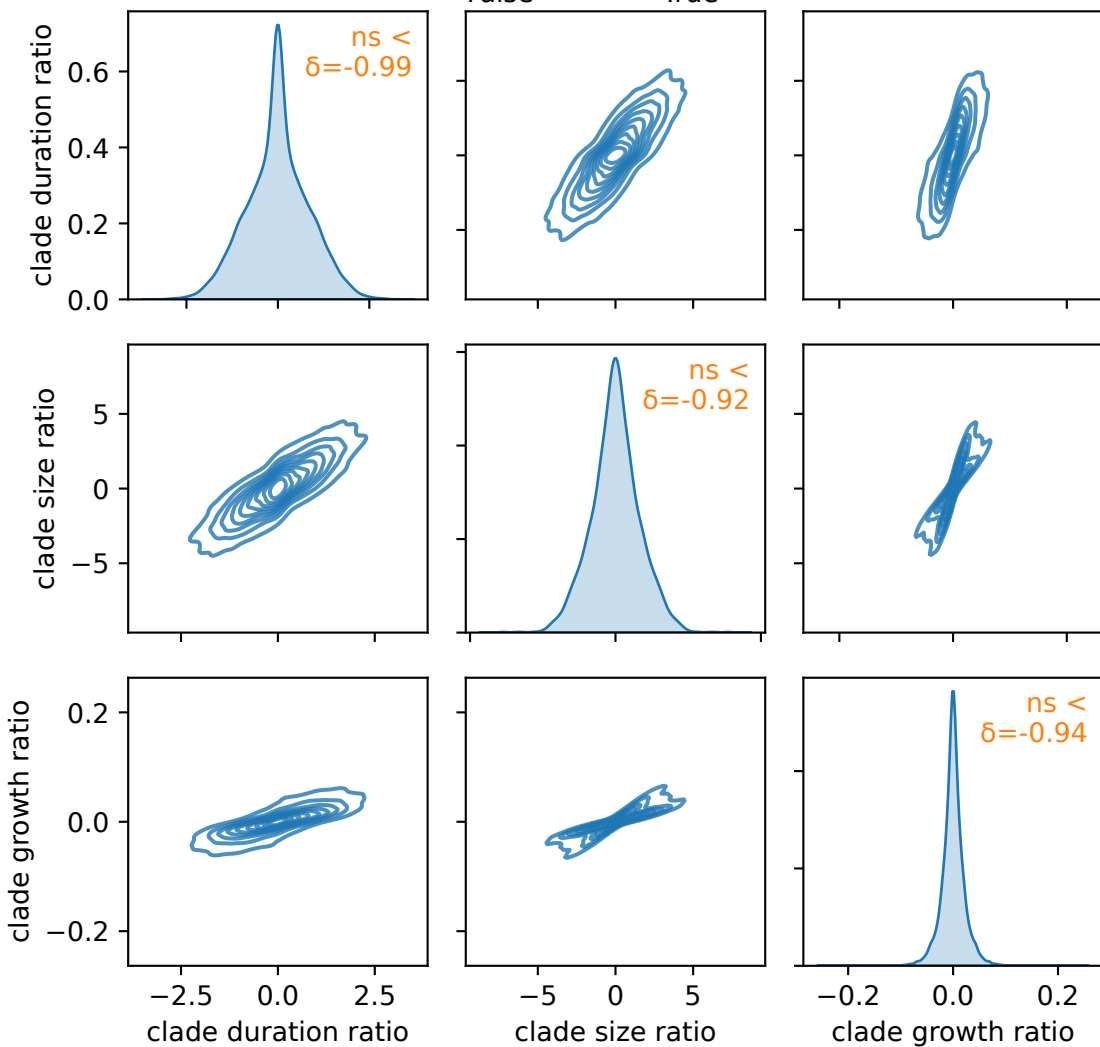 clade duration ratio
0.6
0.4
0.2
0.0
ns <
δ=-0.99
clade size ratio
5
0
−5
ns <
δ=-0.92
clade growth ratio
0.2
0.0
−0.2
ns <
δ=-0.94
−2.5 0.0 2.5
−5 0 5
−0.2 0.0 0.2
clade duration ratio
clade size ratio
clade growth ratio